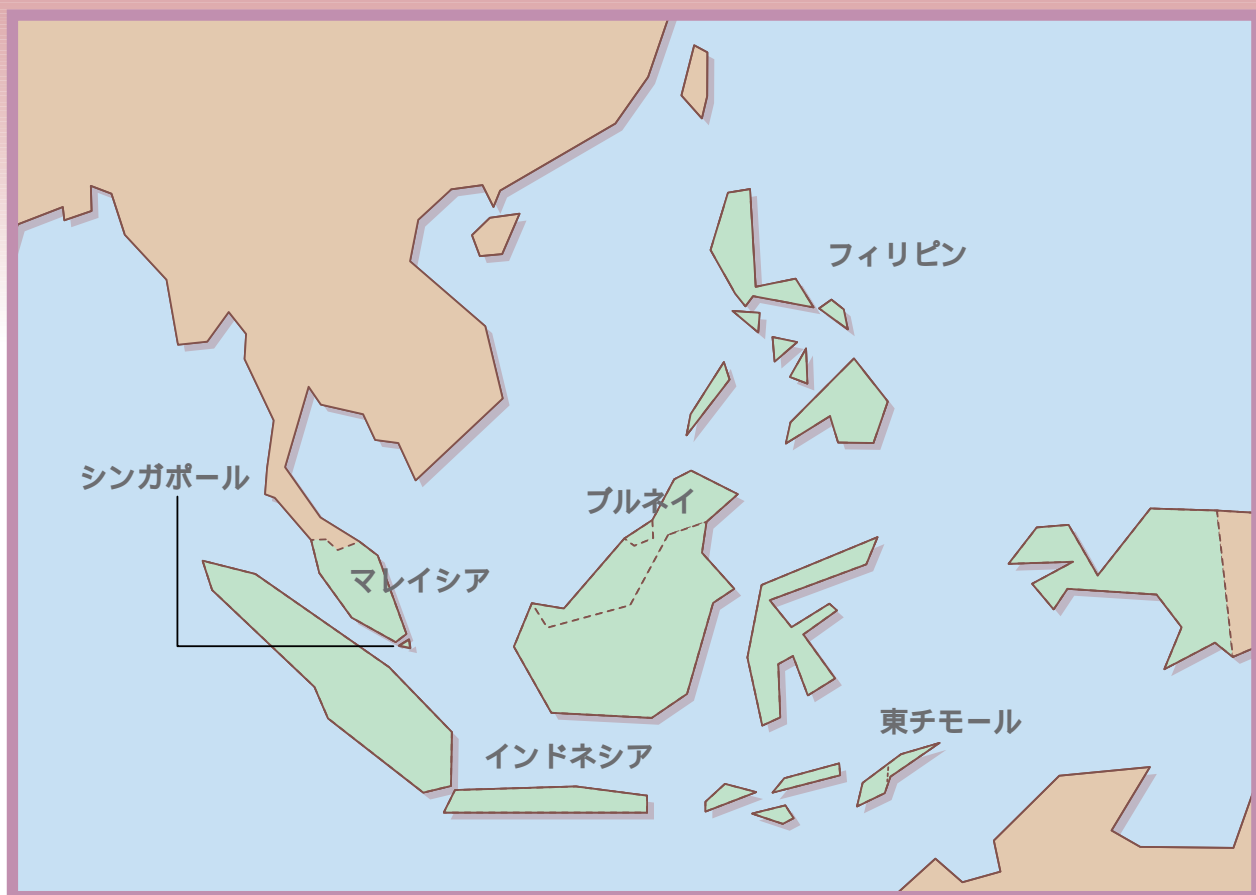 フィリピン
シンガポール
ブルネイ
マレイシア
東チモール
インドネシア